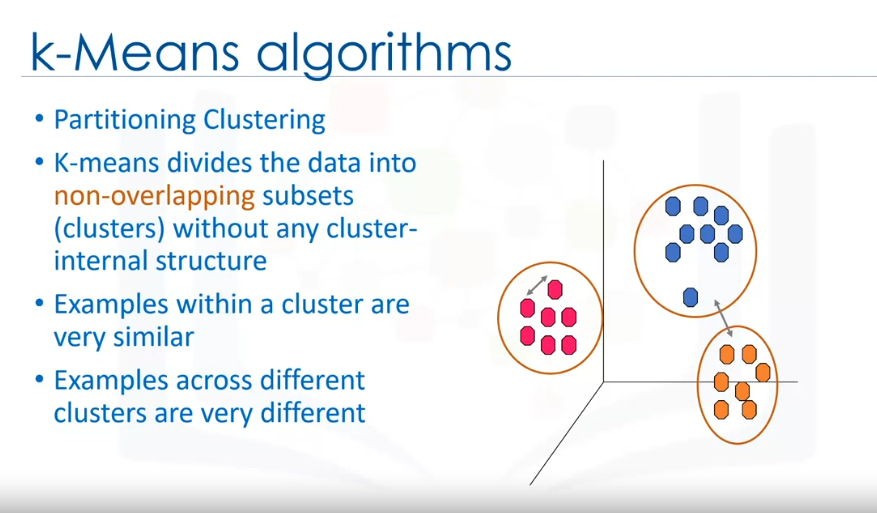 k-Means algorithms
• Partitioning Clustering
• K-means divides the data into
non-overlapping subsets
(clusters) without any cluster-
internal structure
• Examples within a cluster are
very similar
• Examples across different
clusters are very different